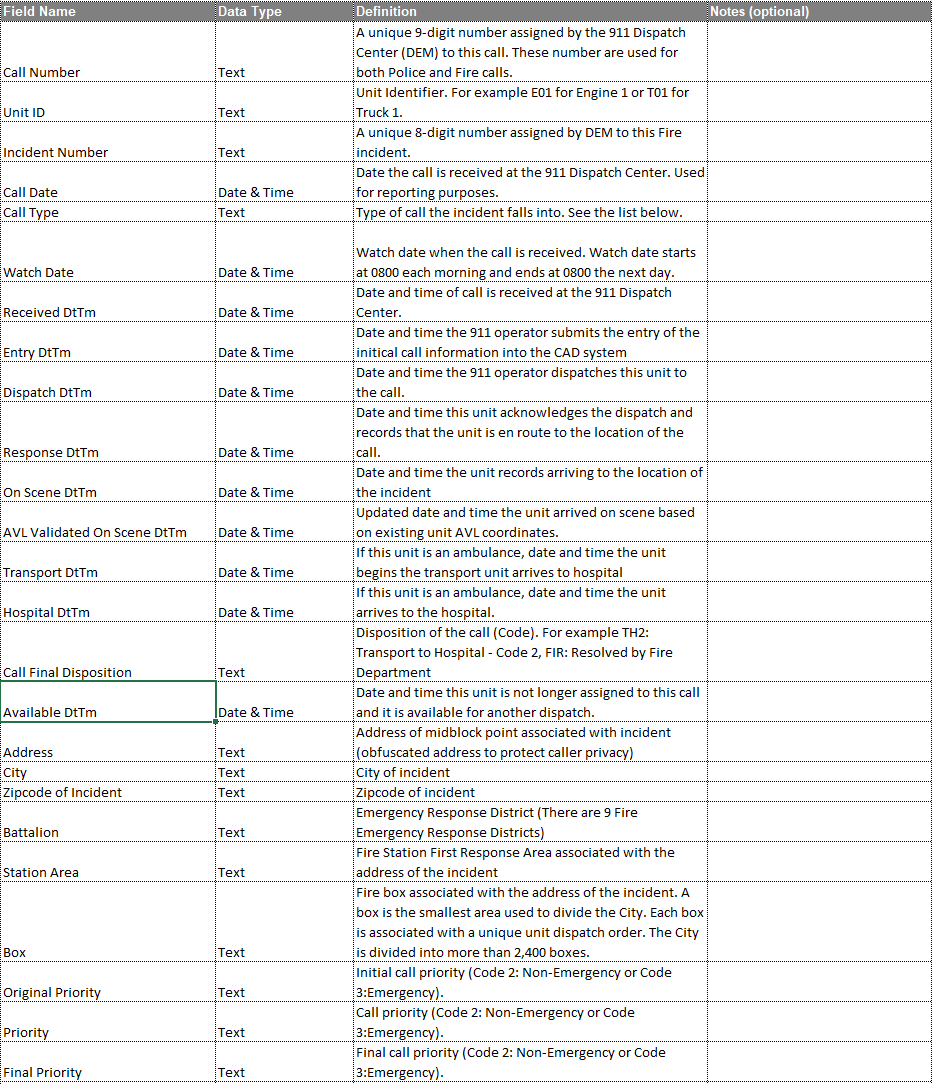 Field Name Data Type Definition Notes (optional)
A unique 9-digit number assigned by the 911 Dispatch
Center (DEM) to this call. These number are used for
Call Number Text both Police and Fire calls.
Unit Identifier. For example E01 for Engine 1 or T01 for
Unit ID Text Truck 1.
A unique 8-digit number assigned by DEM to this Fire
Incident Number Text incident.
Date the call is received at the 911 Dispatch Center. Used
Call Date Date & Time for reporting purposes.
Call Type Text Type of call the incident falls into. See the list below.
Watch date when the call is received. Watch date starts
Watch Date Date & Time at 0800 each morning and ends at 0800 the next day.
Date and time of call is received at the 911 Dispatch
Received DtTm Date & Time Center.
Date and time the 911 operator submits the entry of the
Entry DtTm Date & Time initical call information into the CAD system
Date and time the 911 operator dispatches this unit to
Dispatch DtTm Date & Time the call.
Date and time this unit acknowledges the dispatch and
records that the unit is en route to the location of the
Response DtTm Date & Time call.
Date and time the unit records arriving to the location of
On Scene DtTm Date & Time the incident
Updated date and time the unit arrived on scene based
AVL Validated On Scene DtTm Date & Time on existing unit AVL coordinates.
If this unit is an ambulance, date and time the unit
Transport DtTm Date & Time begins the transport unit arrives to hospital
If this unit is an ambulance, date and time the unit
Hospital DtTm Date & Time arrives to the hospital.
Disposition of the call (Code). For example TH2:
Transport to Hospital - Code 2, FIR: Resolved by Fire
Call Final Disposition Text Department
Date and time this unit is not longer assigned to this call
Available DtTm Date & Time and it is available for another dispatch.
Address of midblock point associated with incident
Address Text (obfuscated address to protect caller privacy)
City Text City of incident
Zipcode of Incident Text Zipcode of incident
Emergency Response District (There are 9 Fire
Battalion Text Emergency Response Districts)
Fire Station First Response Area associated with the
Station Area Text address of the incident
Fire box associated with the address of the incident. A
box is the smallest area used to divide the City. Each box
is associated with a unique unit dispatch order. The City
Box Text is divided into more than 2,400 boxes.
Initial call priority (Code 2: Non-Emergency or Code
Original Priority Text 3:Emergency).
Call priority (Code 2: Non-Emergency or Code
Priority Text 3:Emergency).
Final call priority (Code 2: Non-Emergency or Code
Final Priority Text 3:Emergency).